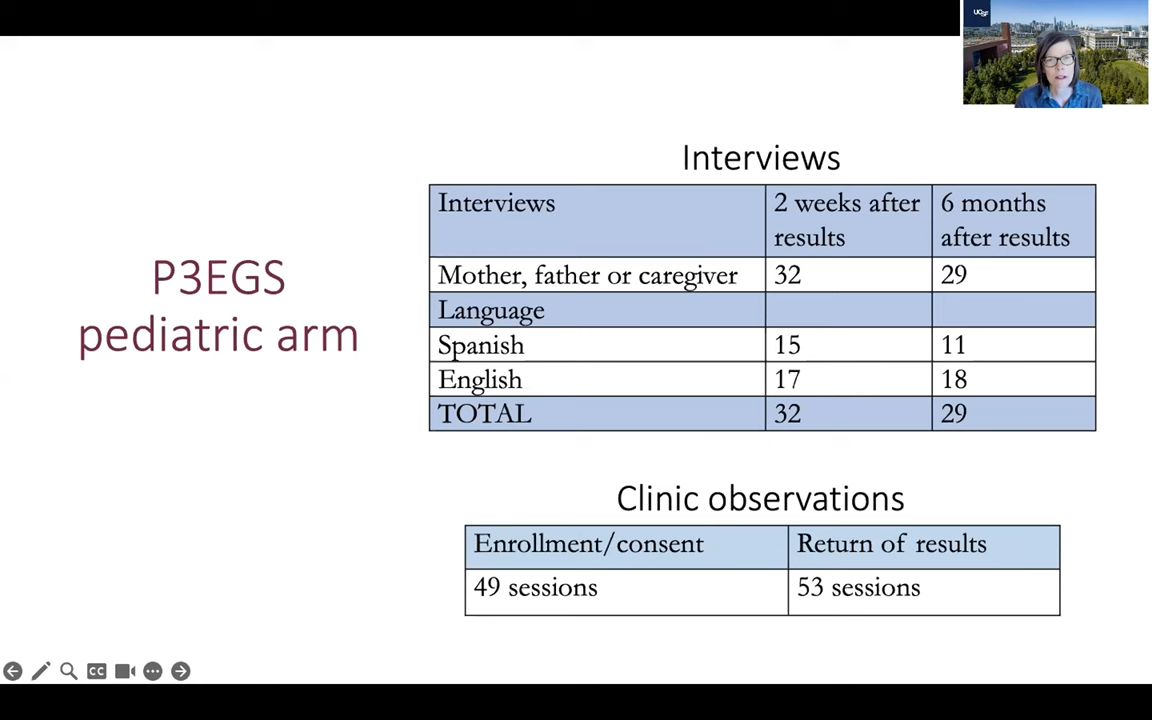 UCSF
P3EGS
pediatric arm
Interviews
Interviews 2 weeks after results 6 months after results
Mother, father or caregiver 32 29
Language
Spanish 15 11
English 17 18
TOTAL 32 29
Clinic observations
Enrollment/consent Return of results
49 sessions 53 sessions
CC